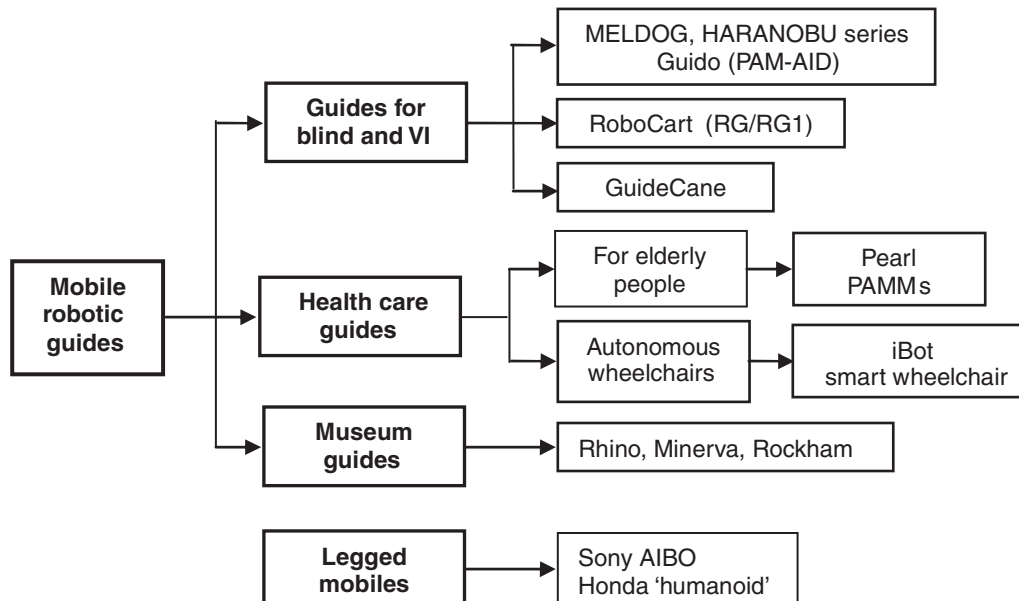 MELDOG, HARANOBU series
Guido (PAM-AID)
Guides for
blind and VI
RoboCart (RG/RG1)
GuideCane
Mobile
robotic
guides
Health care
guides
For elderly
people
Pearl
PAMMs
Autonomous
wheelchairs
iBot
smart wheelchair
Museum
guides
Rhino, Minerva, Rockham
Legged
mobiles
Sony AIBO
Honda ‘humanoid’